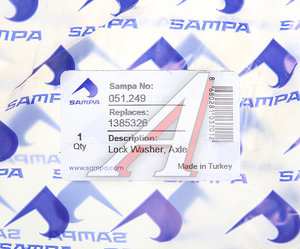 SAMPA
SAMPA
SAMPA
Sampa No:
051.249
Replaces:
1385326
1
Qty
Description:
Lock Washer, Axle
www.sampa.com
Made in Turkey
SAMPA
SAMPA
SAMPA